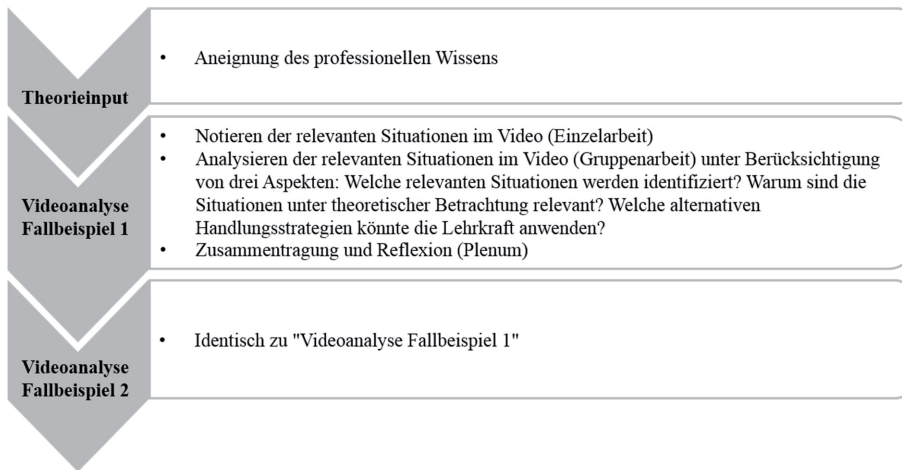 Theorieinput
• Aneignung des professionellen Wissens
Videoanalyse
Fallbeispiel 1
• Notieren der relevanten Situationen im Video (Einzelarbeit)
• Analysieren der relevanten Situationen im Video (Gruppenarbeit) unter Berücksichtigung
von drei Aspekten: Welche relevanten Situationen werden identifiziert? Warum sind die
Situationen unter theoretischer Betrachtung relevant? Welche alternativen
Handlungsstrategien könnte die Lehrkraft anwenden?
• Zusammentragung und Reflexion (Plenum)
Videoanalyse
Fallbeispiel 2
• Identisch zu "Videoanalyse Fallbeispiel 1"